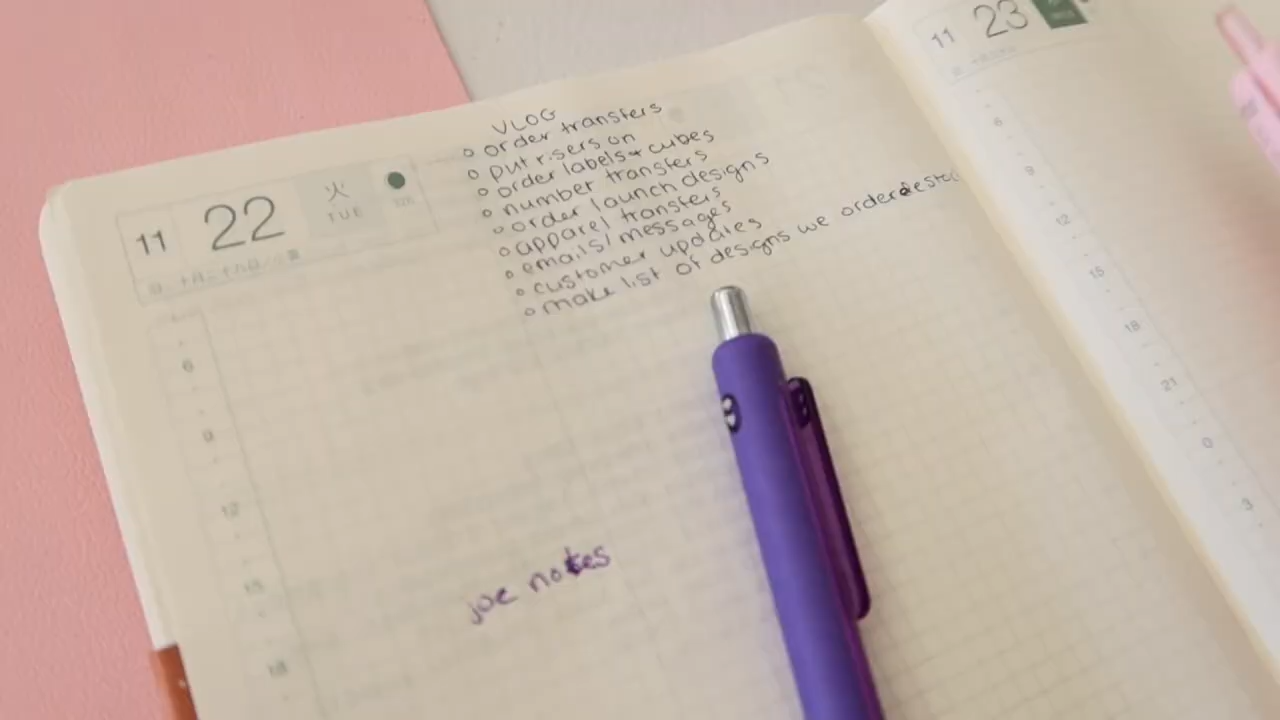 VLOG
order transfers
put risers on
order labels + cubes
number transfers
order launch designs
apparel transfers
emails/messages
customer updates
make list of designs we ordered
11
22
火
TUE
6
9
12
15
18
joe notes
11
23
6
9
12
15
18
21
0
3